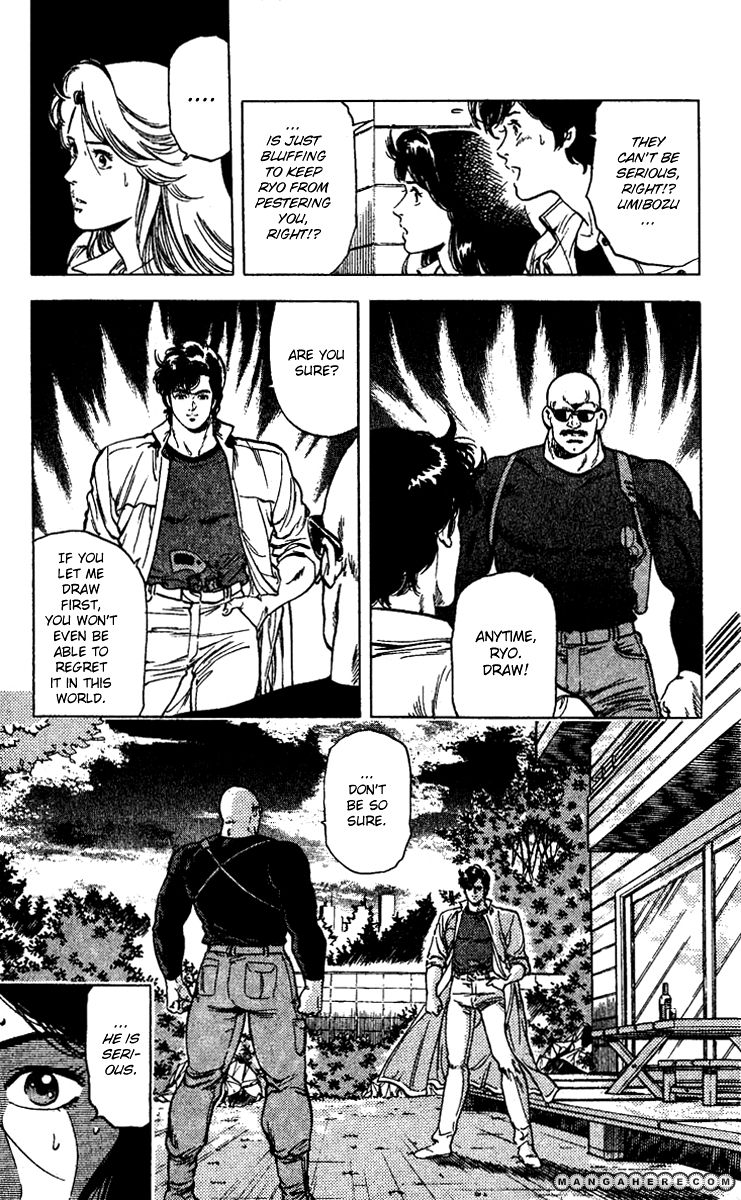 THEY
CAN'T BE
SERIOUS,
RIGHT!?
UMIBOZU
...
...
IS JUST
BLUFFING
TO KEEP
RYO FROM
PESTERING
YOU,
RIGHT!?
....
ANYTIME,
RYO.
DRAW!
ARE YOU
SURE?
IF YOU
LET ME
DRAW
FIRST,
YOU WON'T
EVEN BE
ABLE TO
REGRET
IT IN THIS
WORLD.
...
DON'T
BE SO
SURE.
...
HE IS
SERI-
OUS.
MANGAHERE.COM